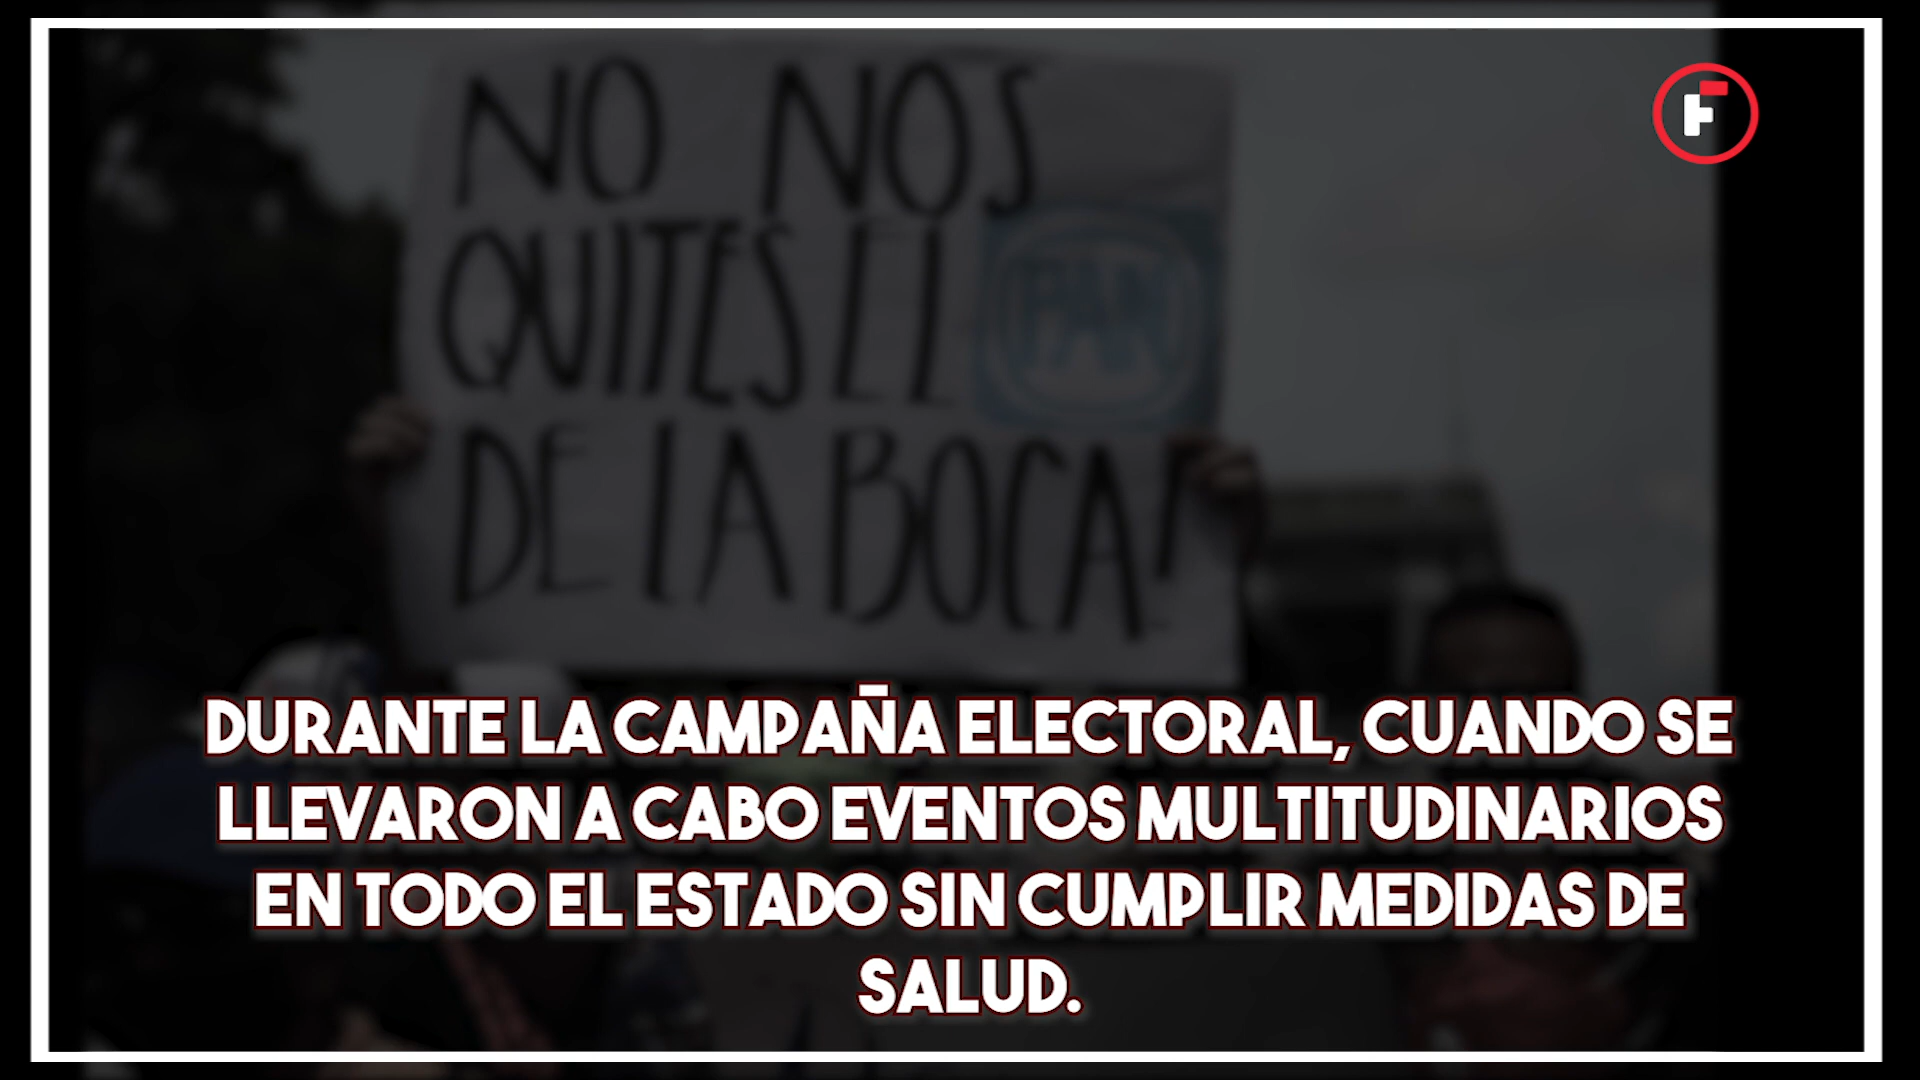 NO NOS
QUITES EL PAN
DE LA BOCA!
DURANTE LA CAMPAÑA ELECTORAL, CUANDO SE
LLEVARON A CABO EVENTOS MULTITUDINARIOS
EN TODO EL ESTADO SIN CUMPLIR MEDIDAS DE
SALUD.